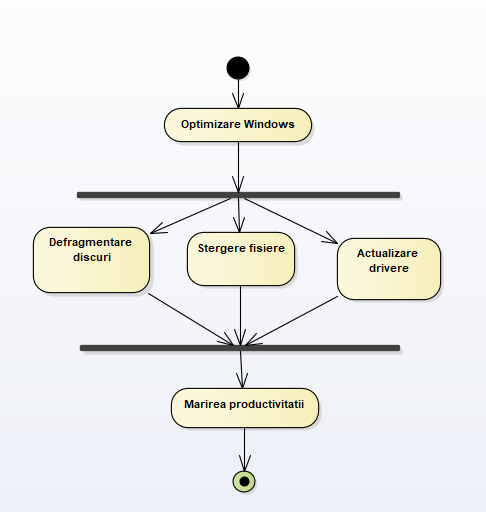 Optimizare Windows
Defragmentare
discuri
Stergere fisiere
Actualizare
drivere
Marirea productivitatii